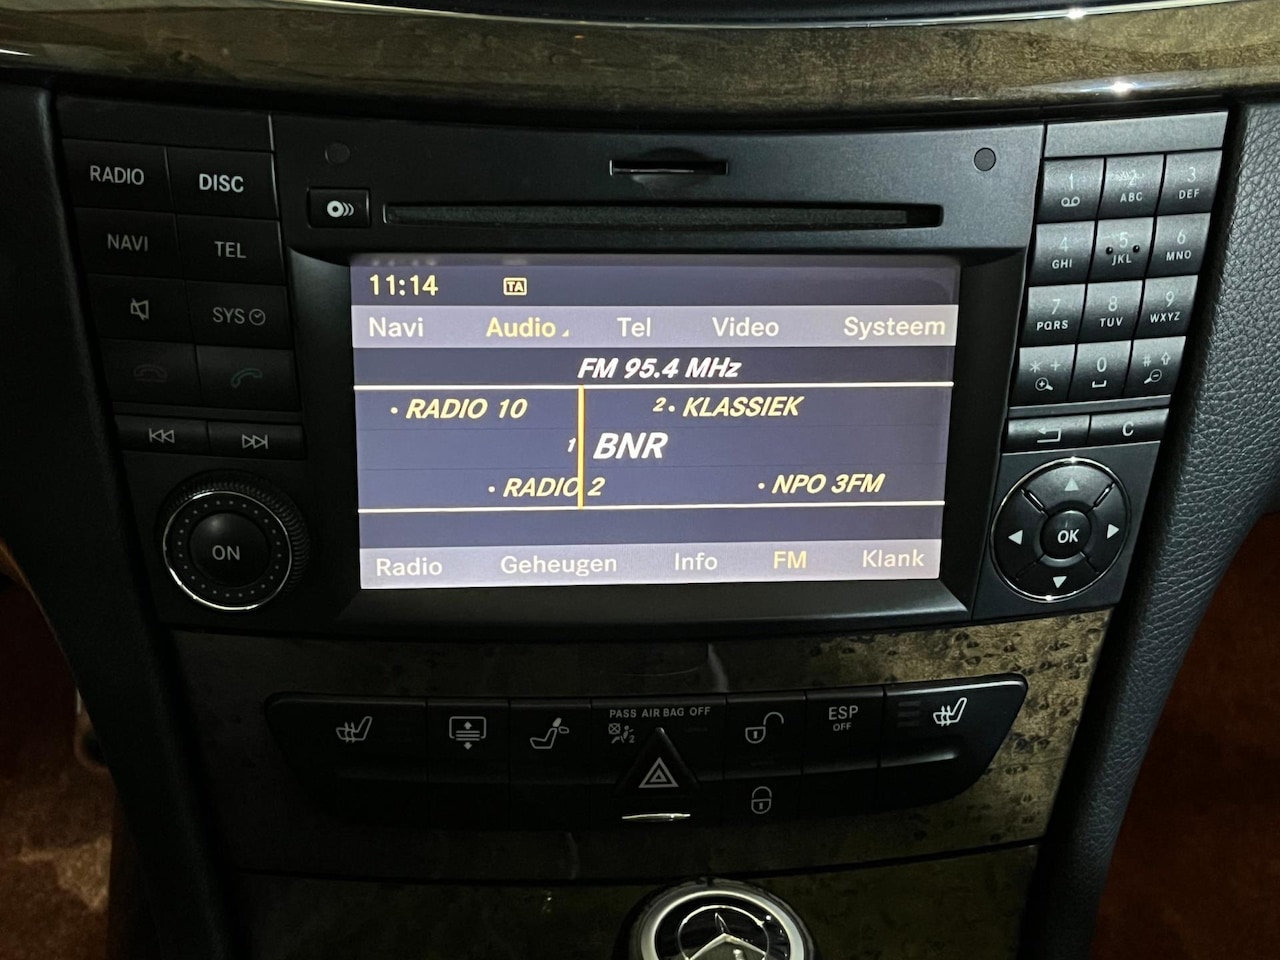 RADIO DISC
NAVI TEL
SYS
ON
11:14 TA
Navi Audio Tel Video Systeem
FM 95.4 MHz
• RADIO 10 2• KLASSIEK
1 BNR
• RADIO 2 • NPO 3FM
Radio Geheugen Info FM Klank
1 2 ABC 3 DEF
4 GHI 5 JKL 6 MNO
7 PQRS 8 TUV 9 WXYZ
* + 0 #
C
OK
PASS AIR BAG OFF
2
ESP
OFF